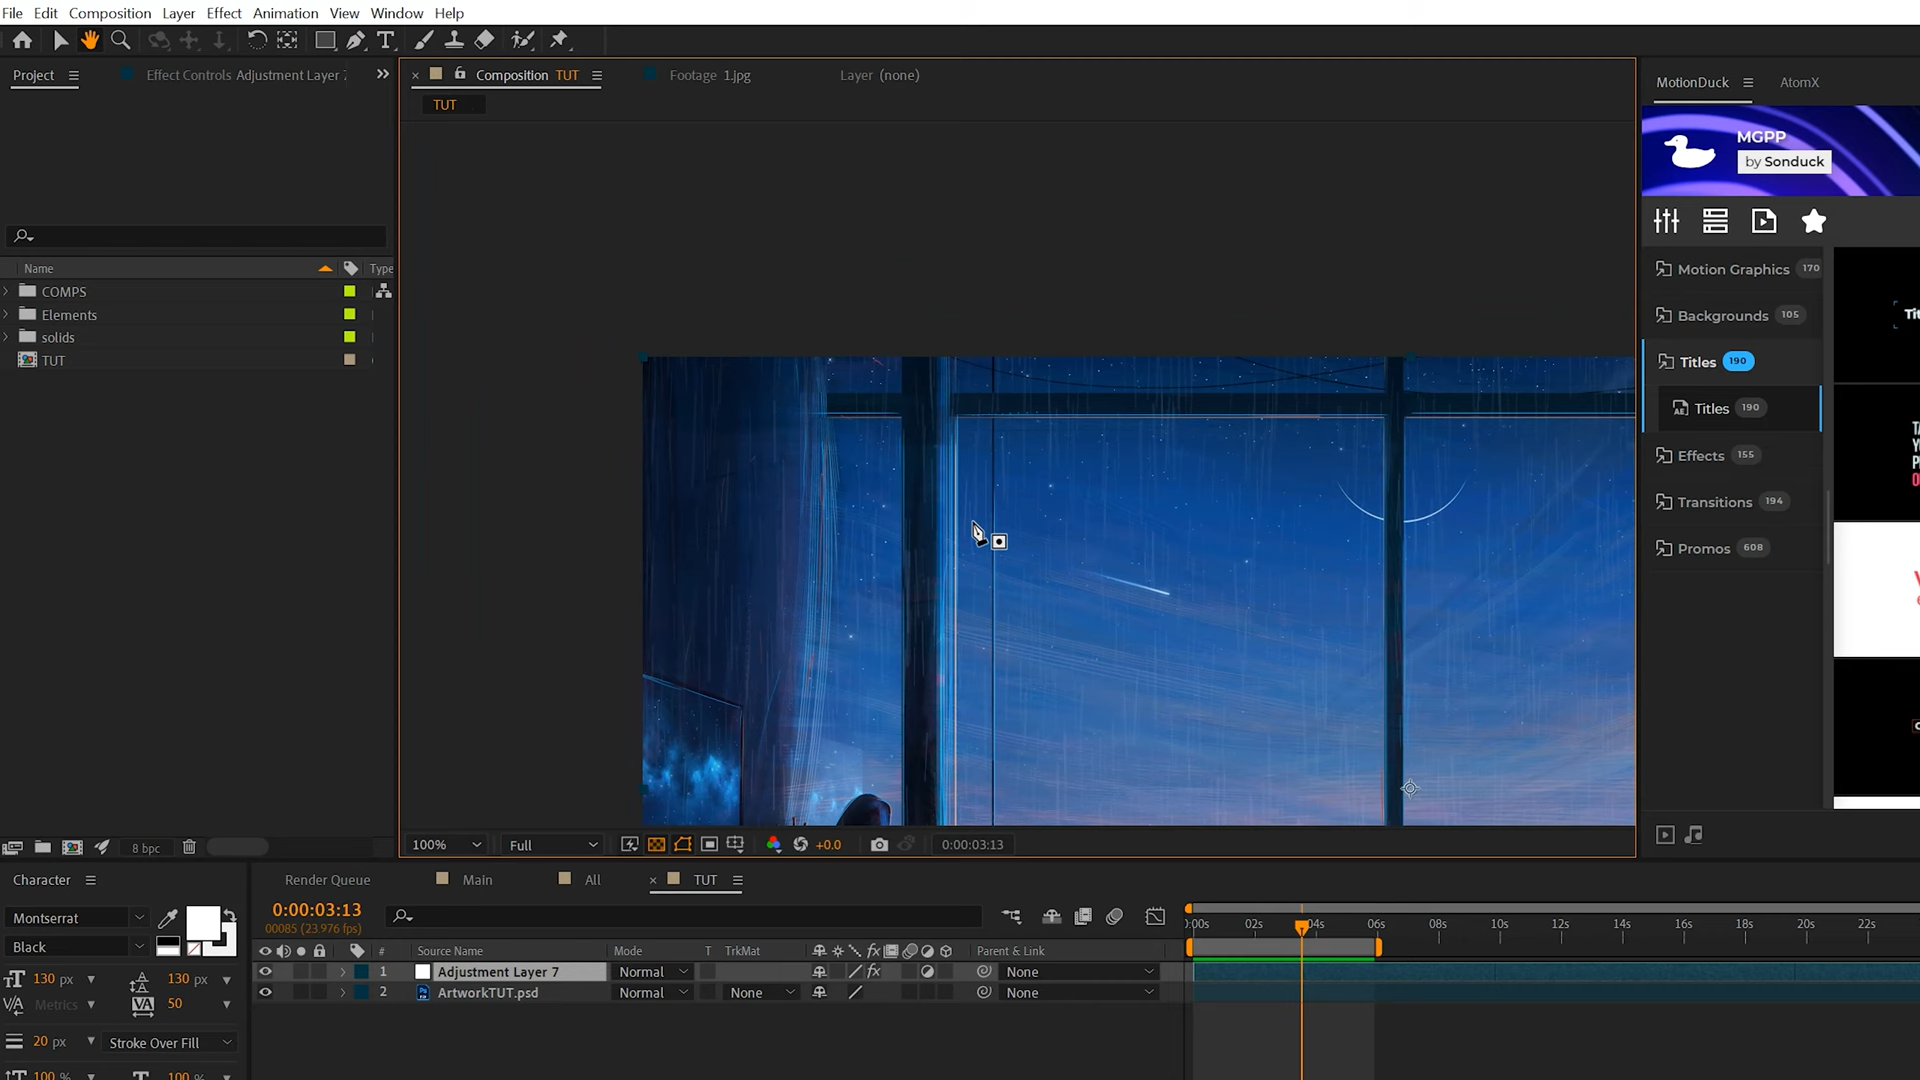 File Edit Composition Layer Effect Animation View Window Help
Project Effect Controls Adjustment Layer
Composition TUT Footage 1.jpg Layer (none)
MotionDuck AtomX
TUT
MGPP
by Sonduck
Name Type
COMPS
Elements
solids
TUT
Motion Graphics 170
Backgrounds 105
Titles 190
Titles 190
Effects 155
Transitions 194
Promos 608
8 bpc
100% Full +0.0 0:00:03:13
Character
Render Queue Main All TUT
0:00:03:13
00085 (23.976 fps)
Montserrat
Black
:00s 02s 04s 06s 08s 10s 12s 14s 16s 18s 20s 22s
# Source Name Mode T TrkMat Parent & Link
1 Adjustment Layer 7 Normal None
2 ArtworkTUT.psd Normal None None
130 px 130 px
Metrics 50
20 px Stroke Over Fill
100 % 100 %